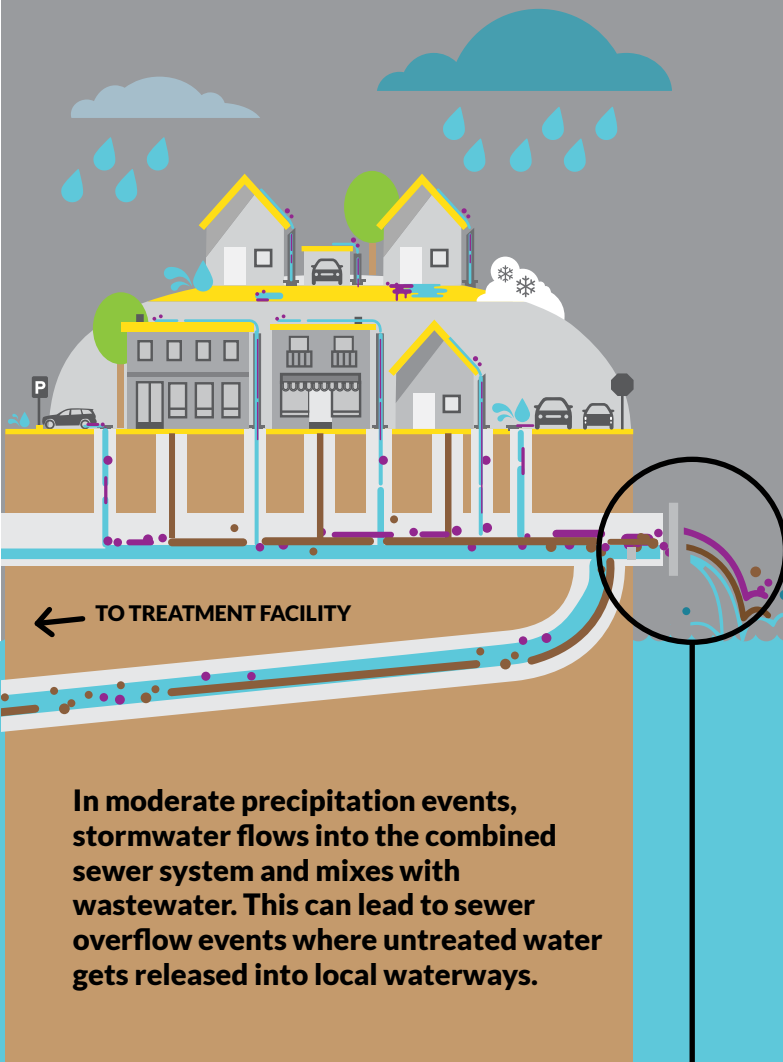 P
TO TREATMENT FACILITY
In moderate precipitation events,
stormwater flows into the combined
sewer system and mixes with
wastewater. This can lead to sewer
overflow events where untreated water
gets released into local waterways.